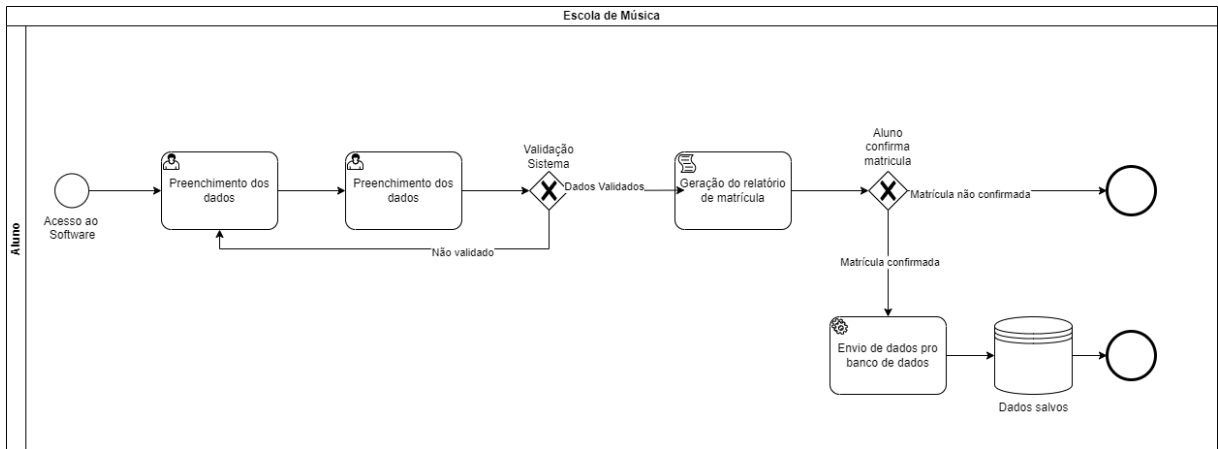 Escola de Música
Aluno
Acesso ao
Software
Preenchimento dos
dados
Preenchimento dos
dados
Validação
Sistema
Dados Validados
Não validado
Geração do relatório
de matrícula
Aluno
confirma
matricula
Matrícula não confirmada
Matrícula confirmada
Envio de dados pro
banco de dados
Dados salvos